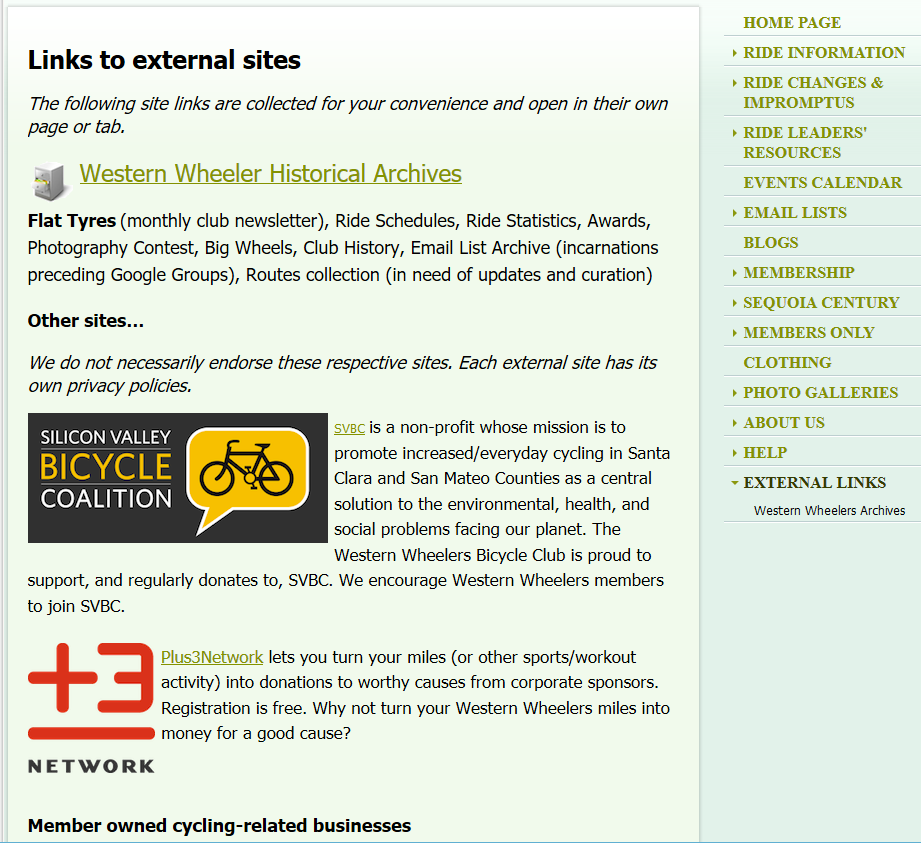 Links to external sites
The following site links are collected for your convenience and open in their own
page or tab.
Western Wheeler Historical Archives
Flat Tyres (monthly club newsletter), Ride Schedules, Ride Statistics, Awards,
Photography Contest, Big Wheels, Club History, Email List Archive (incarnations
preceding Google Groups), Routes collection (in need of updates and curation)
Other sites...
We do not necessarily endorse these respective sites. Each external site has its
own privacy policies.
SILICON VALLEY
BICYCLE
COALITION
SVBC is a non-profit whose mission is to
promote increased/everyday cycling in Santa
Clara and San Mateo Counties as a central
solution to the environmental, health, and
social problems facing our planet. The
Western Wheelers Bicycle Club is proud to
support, and regularly donates to, SVBC. We encourage Western Wheelers members
to join SVBC.
+3
NETWORK
Plus3Network lets you turn your miles (or other sports/workout
activity) into donations to worthy causes from corporate sponsors.
Registration is free. Why not turn your Western Wheelers miles into
money for a good cause?
Member owned cycling-related businesses
HOME PAGE
RIDE INFORMATION
RIDE CHANGES &
IMPROMPTUS
RIDE LEADERS'
RESOURCES
EVENTS CALENDAR
EMAIL LISTS
BLOGS
MEMBERSHIP
SEQUOIA CENTURY
MEMBERS ONLY
CLOTHING
PHOTO GALLERIES
ABOUT US
HELP
EXTERNAL LINKS
Western Wheelers Archives